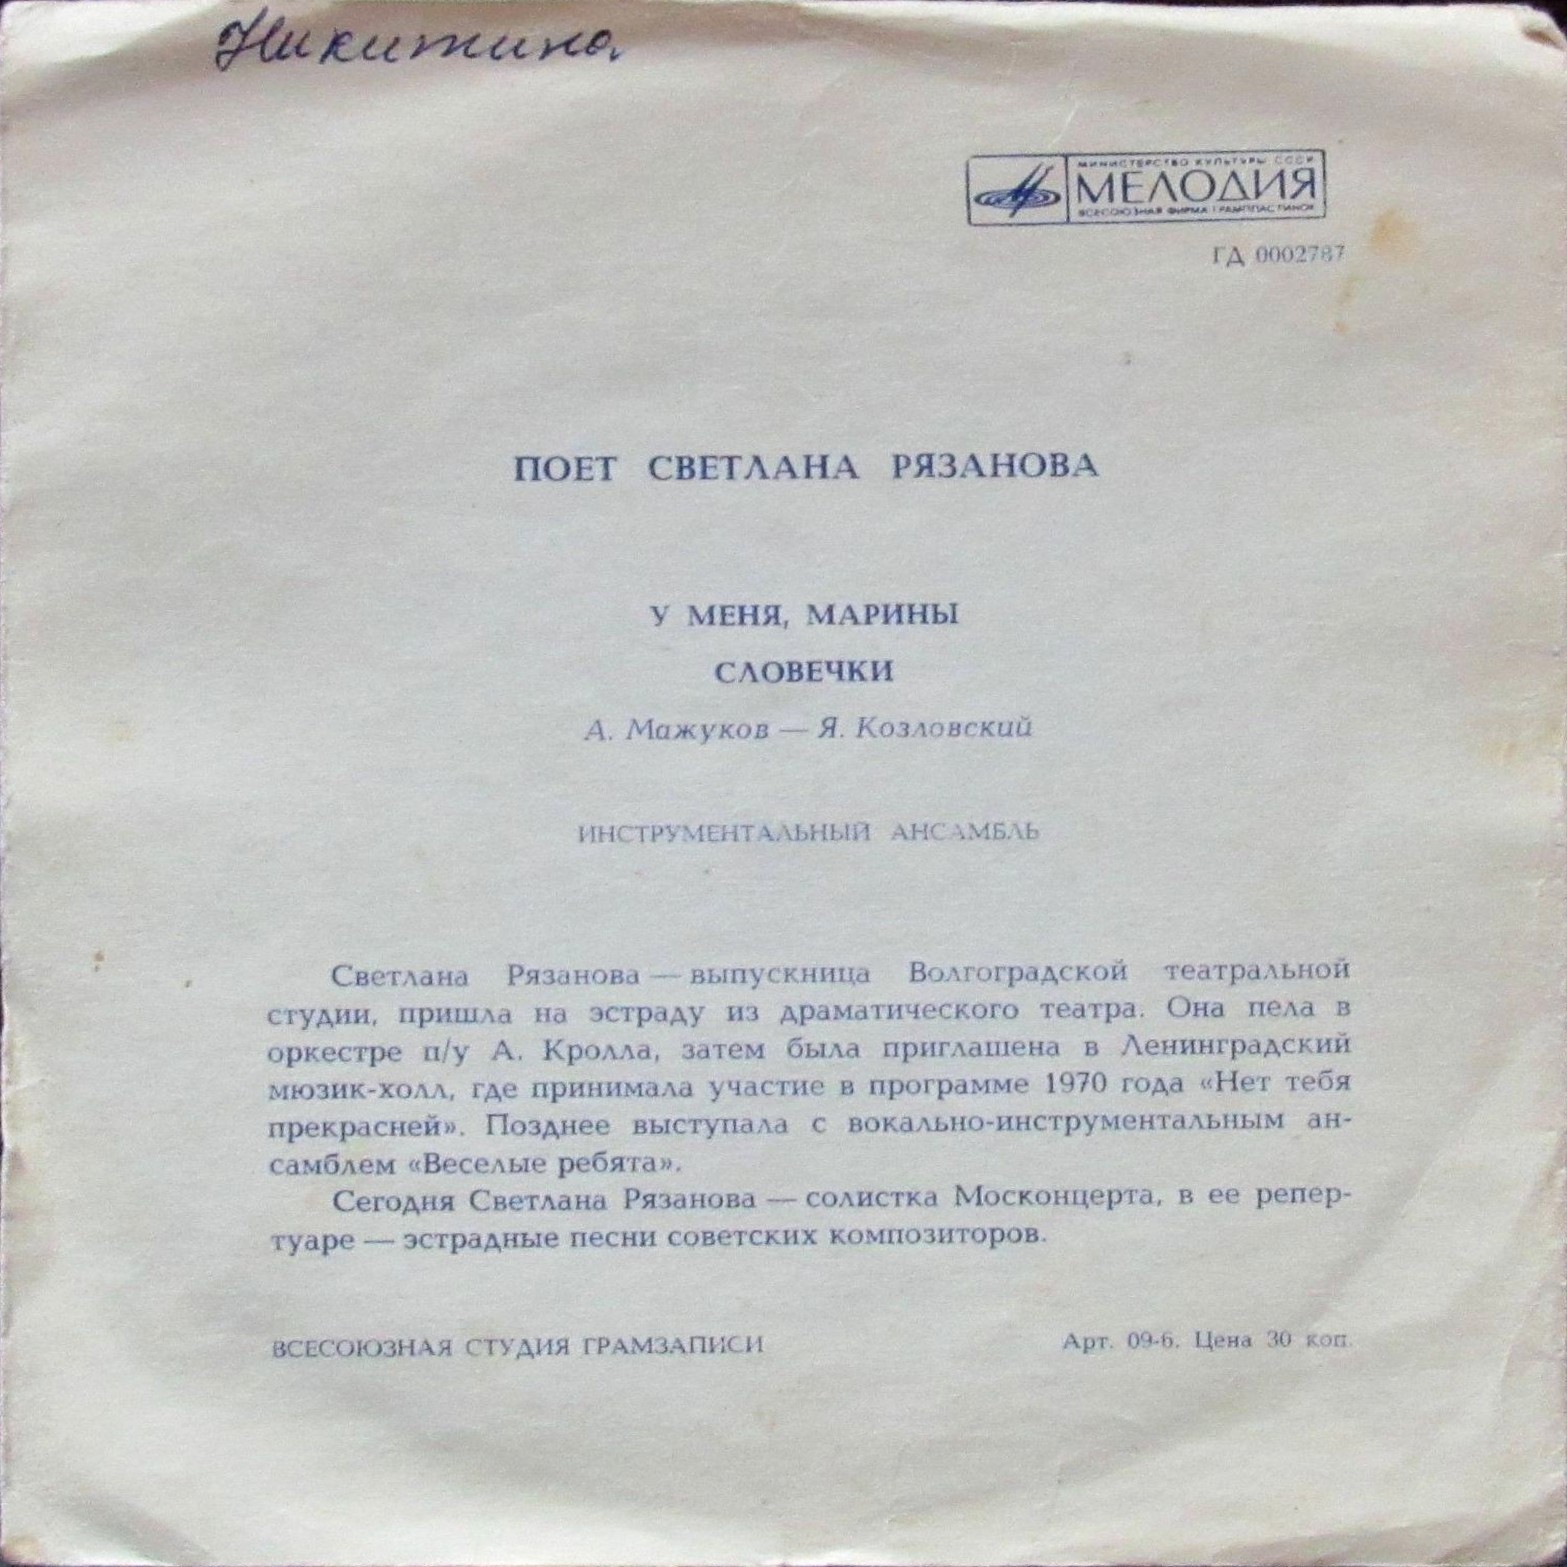 Никитина
МИНИСТЕРСТВО КУЛЬТУРЫ СССР
МЕЛОДИЯ
ВСЕСОЮЗНАЯ ФИРМА ГРАМПЛАСТИНОК
ГД 0002787
ПОЕТ СВЕТЛАНА РЯЗАНОВА
У МЕНЯ, МАРИНЫ
СЛОВЕЧКИ
А. Мажуков — Я. Козловский
ИНСТРУМЕНТАЛЬНЫЙ АНСАМБЛЬ
Светлана Рязанова — выпускница Волгоградской театральной
студии, пришла на эстраду из драматического театра. Она пела в
оркестре п/у А. Кролла, затем была приглашена в Ленинградский
мюзик-холл, где принимала участие в программе 1970 года «Нет тебя
прекрасней». Позднее выступала с вокально-инструментальным ан-
самблем «Веселые ребята».
Сегодня Светлана Рязанова — солистка Москонцерта, в ее репер-
туаре — эстрадные песни советских композиторов.
ВСЕСОЮЗНАЯ СТУДИЯ ГРАМЗАПИСИ
Арт. 09-6. Цена 30 коп.